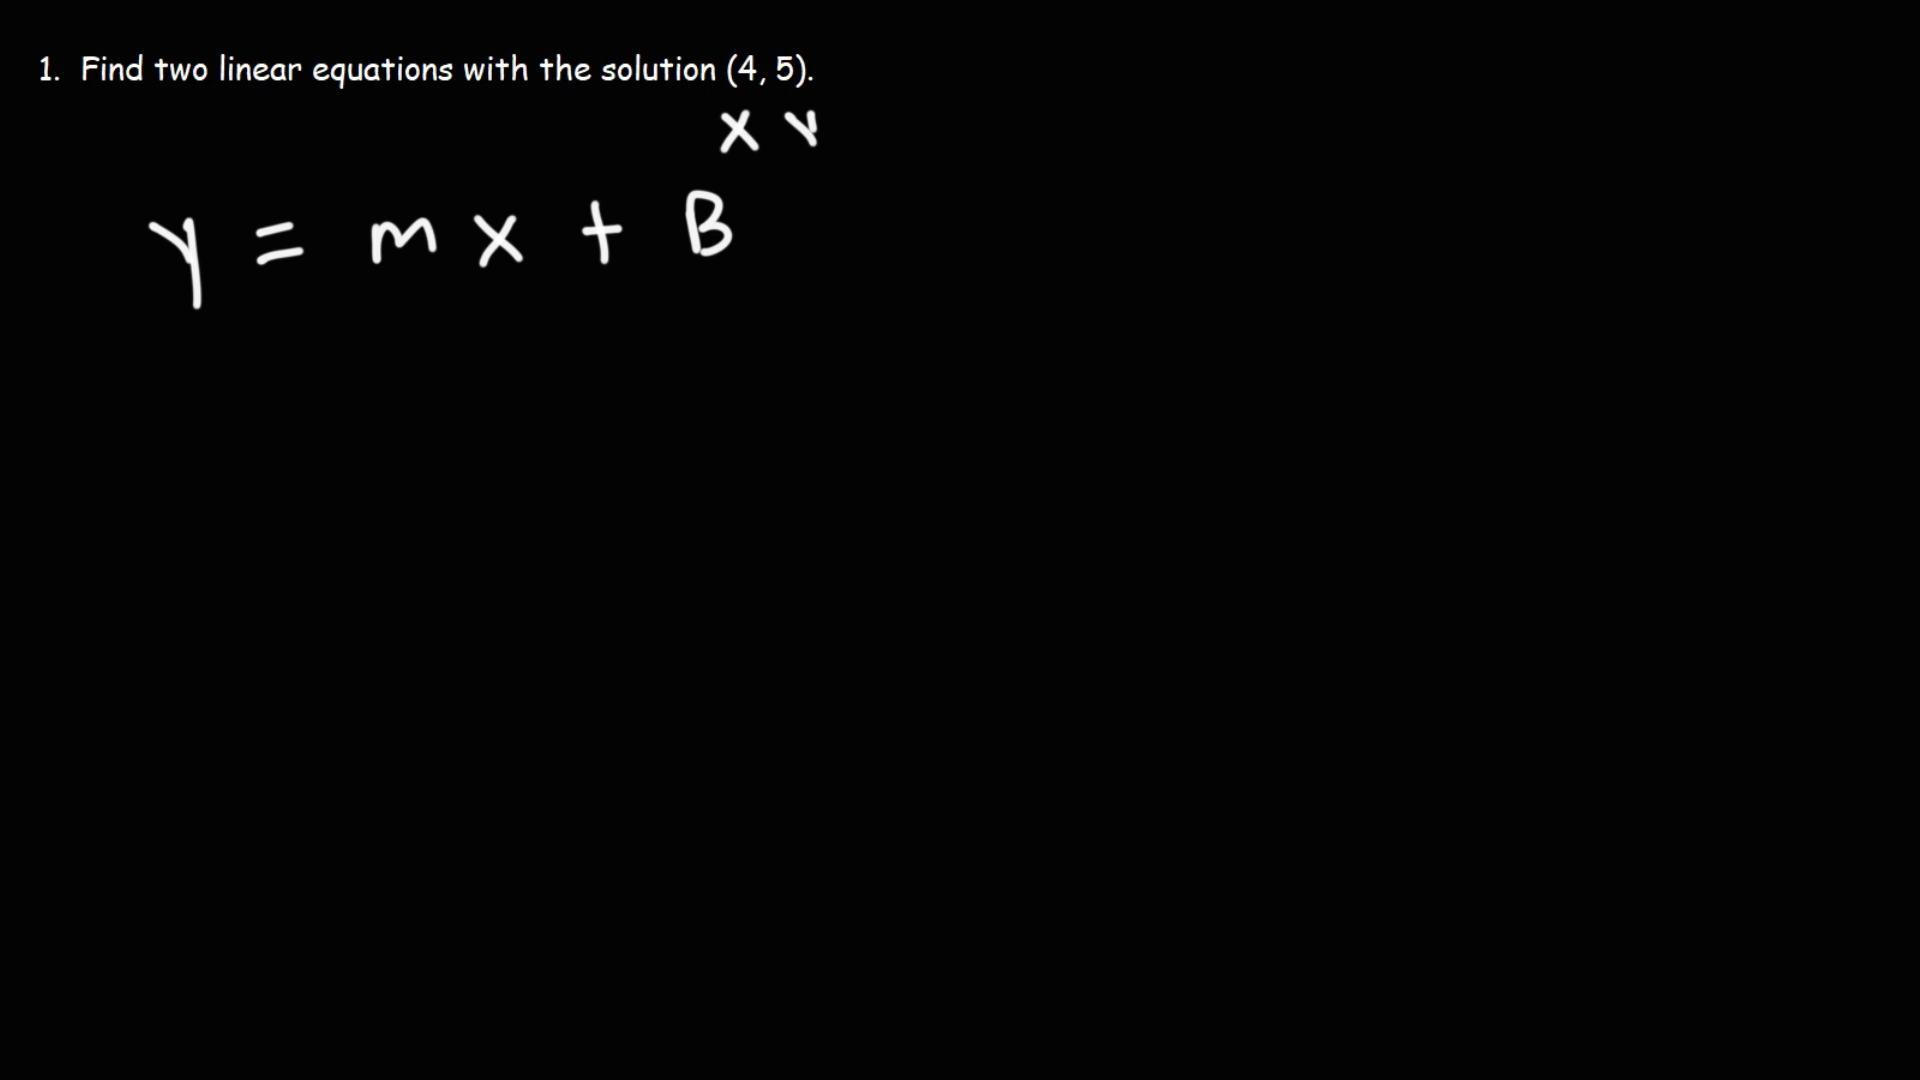 1. Find two linear equations with the solution (4, 5).
x y
y = mx + B